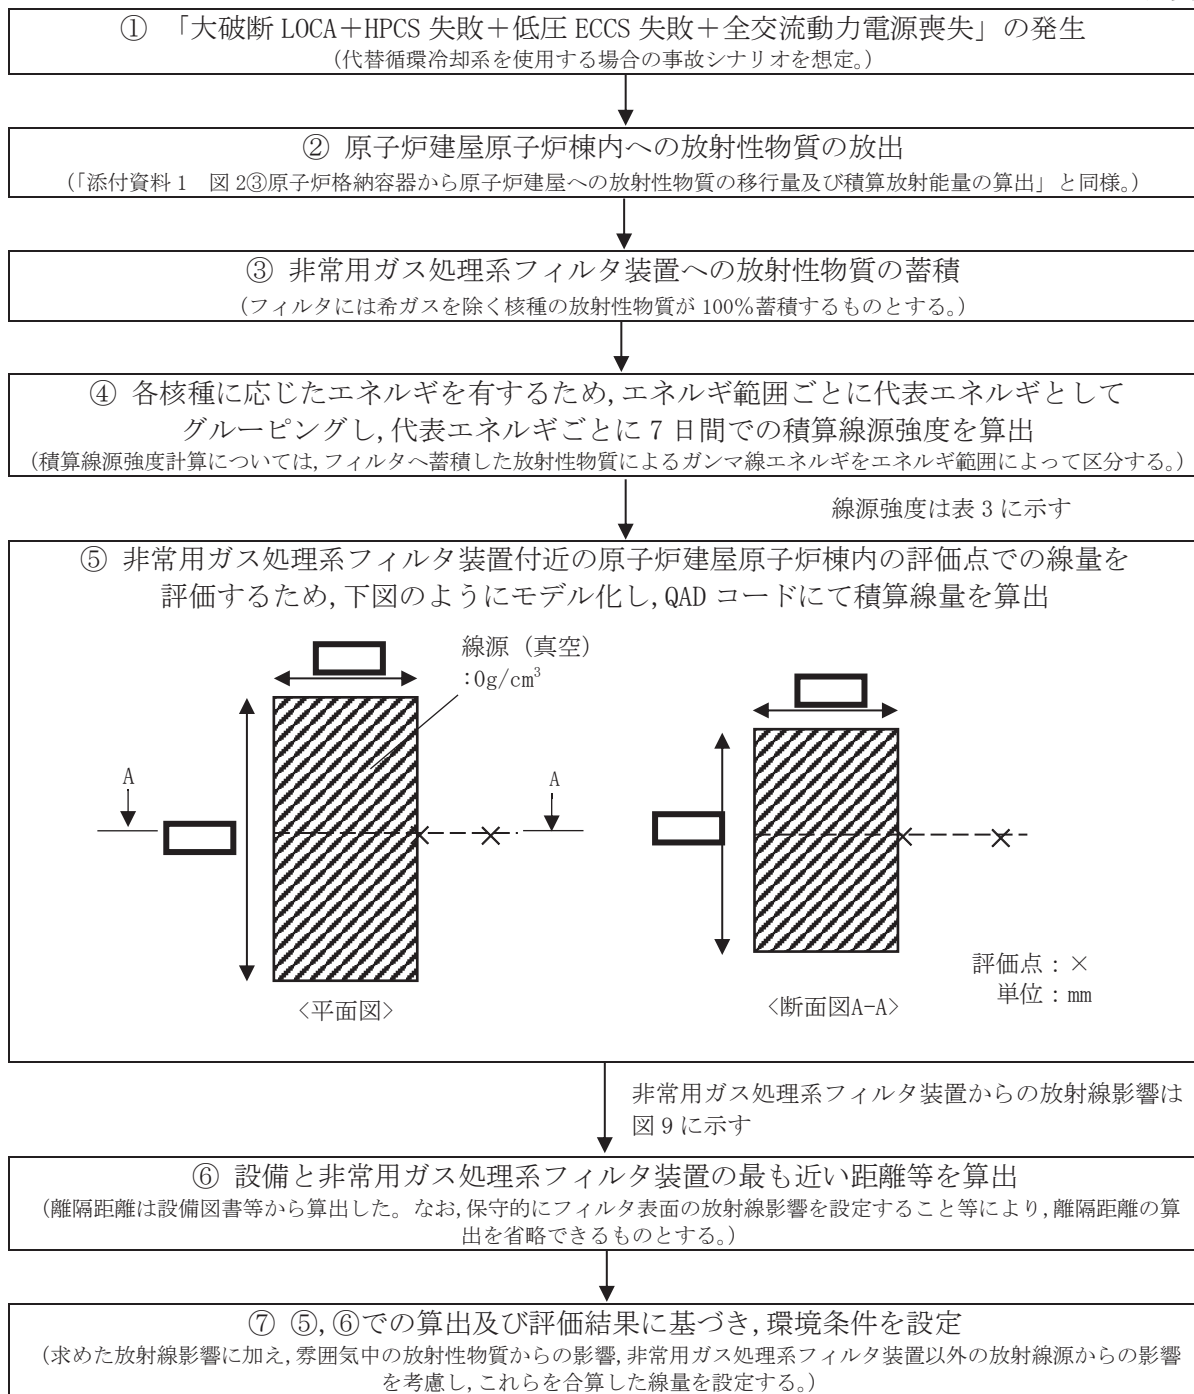 ① 「大破断 LOCA＋HPCS 失敗＋低圧 ECCS 失敗＋全交流動力電源喪失」の発生
(代替循環冷却系を使用する場合の事故シナリオを想定。)
② 原子炉建屋原子炉棟内への放射性物質の放出
(「添付資料 1　図 2③原子炉格納容器から原子炉建屋への放射性物質の移行量及び積算放射能量の算出」と同様。)
③ 非常用ガス処理系フィルタ装置への放射性物質の蓄積
(フィルタには希ガスを除く核種の放射性物質が 100％蓄積するものとする。)
④ 各核種に応じたエネルギを有するため,エネルギ範囲ごとに代表エネルギとして
グルーピングし,代表エネルギごとに 7 日間での積算線源強度を算出
(積算線源強度計算については,フィルタへ蓄積した放射性物質によるガンマ線エネルギをエネルギ範囲によって区分する。)
線源強度は表 3 に示す
⑤ 非常用ガス処理系フィルタ装置付近の原子炉建屋原子炉棟内の評価点での線量を
評価するため,下図のようにモデル化し,QAD コードにて積算線量を算出
線源（真空）
:0g/cm³
A
A
評価点：×
単位：mm
<平面図>
<断面図A-A>
非常用ガス処理系フィルタ装置からの放射線影響は
図 9 に示す
⑥ 設備と非常用ガス処理系フィルタ装置の最も近い距離等を算出
(離隔距離は設備図書等から算出した。なお,保守的にフィルタ表面の放射線影響を設定すること等により,離隔距離の算
出を省略できるものとする。)
⑦ ⑤,⑥での算出及び評価結果に基づき,環境条件を設定
(求めた放射線影響に加え,雰囲気中の放射性物質からの影響,非常用ガス処理系フィルタ装置以外の放射線源からの影響
を考慮し,これらを合算した線量を設定する。)